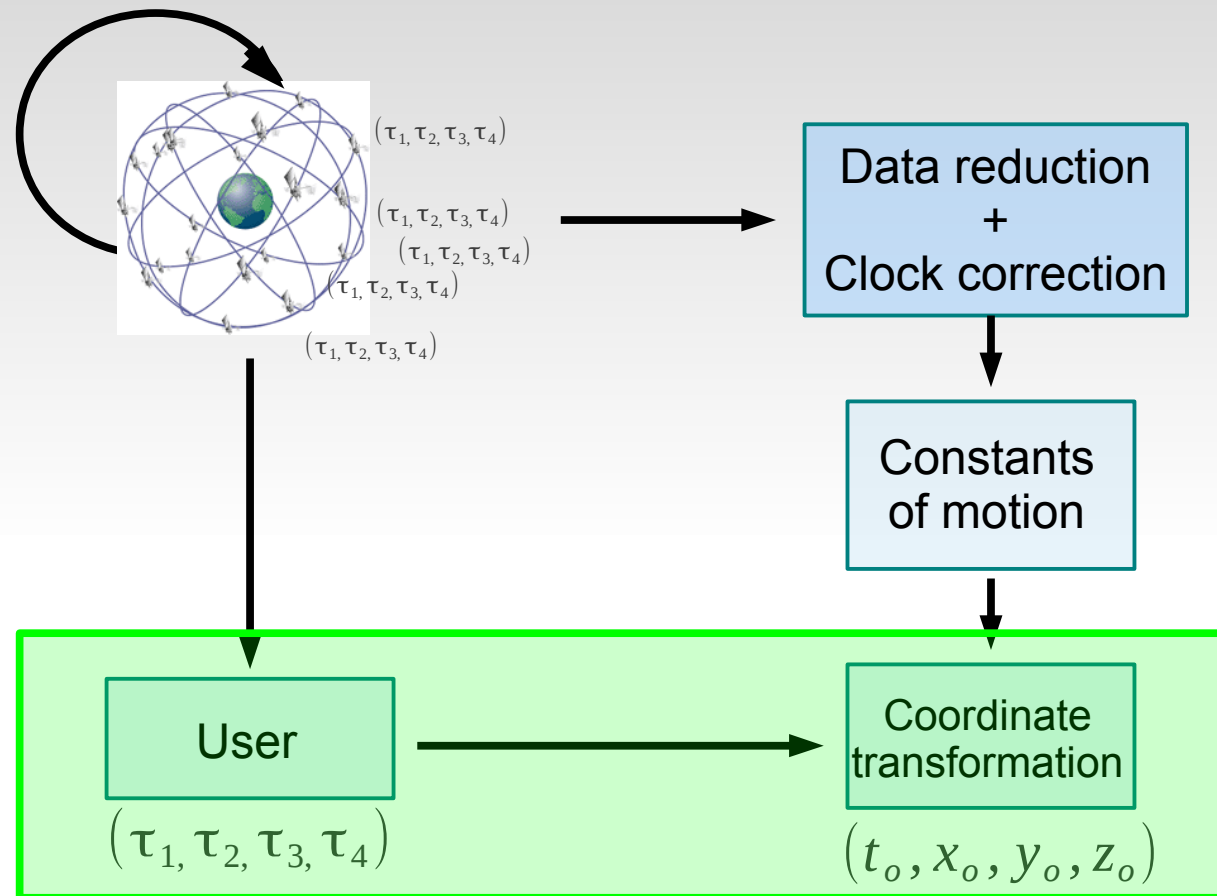 (τ₁, τ₂, τ₃, τ₄)
(τ₁, τ₂, τ₃, τ₄)
(τ₁, τ₂, τ₃, τ₄)
(τ₁, τ₂, τ₃, τ₄)
(τ₁, τ₂, τ₃, τ₄)
Data reduction
+
Clock correction
Constants
of motion
User
(τ₁, τ₂, τ₃, τ₄)
Coordinate
transformation
(tₒ, xₒ, yₒ, zₒ)